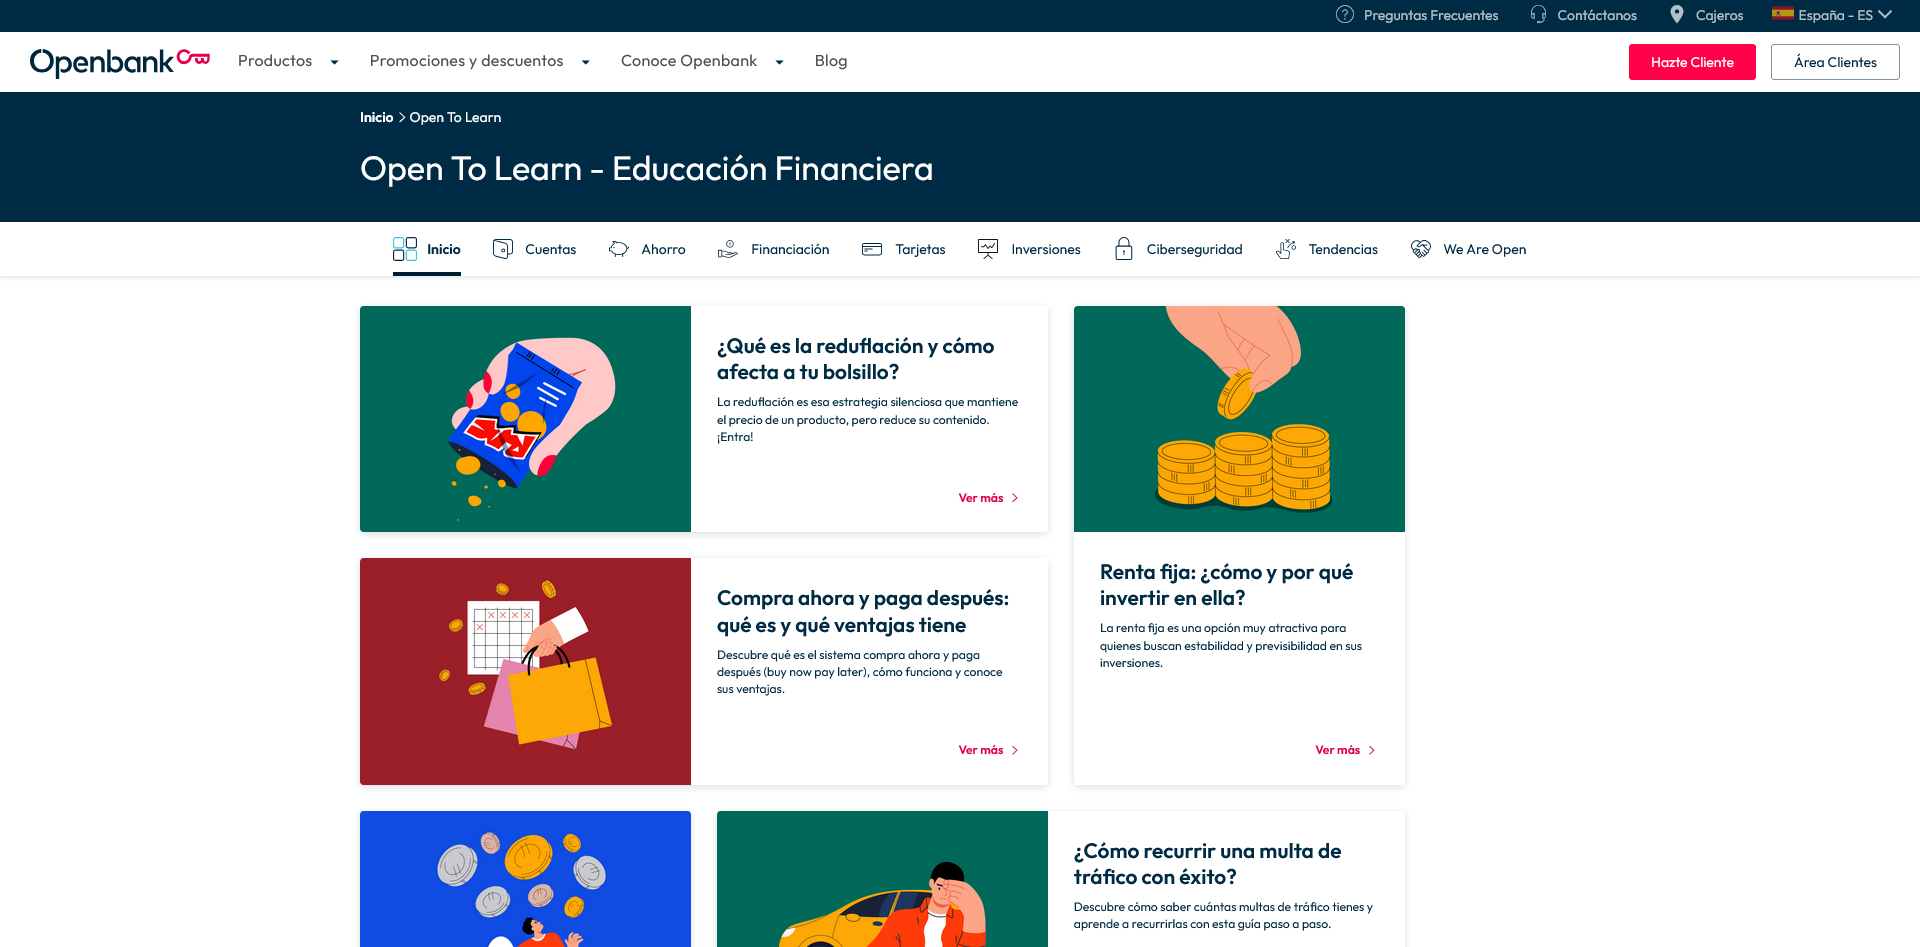 Preguntas Frecuentes
Contáctanos
Cajeros
España - ES
Openbank
Productos
Promociones y descuentos
Conoce Openbank
Blog
Hazte Cliente
Área Clientes
Inicio > Open To Learn
Open To Learn - Educación Financiera
Inicio
Cuentas
Ahorro
Financiación
Tarjetas
Inversiones
Ciberseguridad
Tendencias
We Are Open
¿Qué es la reduflación y cómo
afecta a tu bolsillo?
La reduflación es esa estrategia silenciosa que mantiene
el precio de un producto, pero reduce su contenido.
¡Entra!
Ver más
Renta fija: ¿cómo y por qué
invertir en ella?
La renta fija es una opción muy atractiva para
quienes buscan estabilidad y previsibilidad en sus
inversiones.
Ver más
Compra ahora y paga después:
qué es y qué ventajas tiene
Descubre qué es el sistema compra ahora y paga
después (buy now pay later), cómo funciona y conoce
sus ventajas.
Ver más
¿Cómo recurrir una multa de
tráfico con éxito?
Descubre cómo saber cuántas multas de tráfico tienes y
aprende a recurrirlas con esta guía paso a paso.